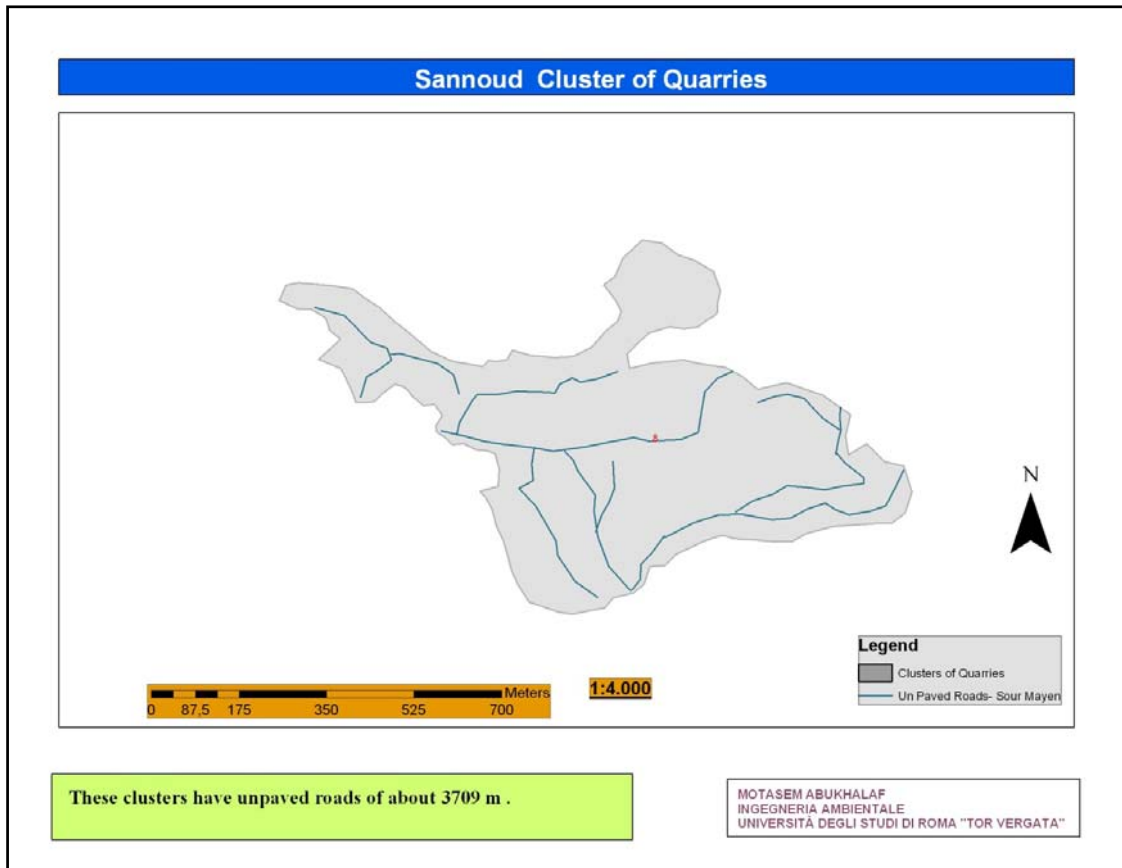 Sannoud Cluster of Quarries
8
N
Legend
Clusters of Quarries
Un Paved Roads- Sour Mayen
Meters
0 87,5 175 350 525 700
1:4.000
These clusters have unpaved roads of about 3709 m .
MOTASEM ABUKHALAF
INGEGNERIA AMBIENTALE
UNIVERSITÀ DEGLI STUDI DI ROMA "TOR VERGATA"